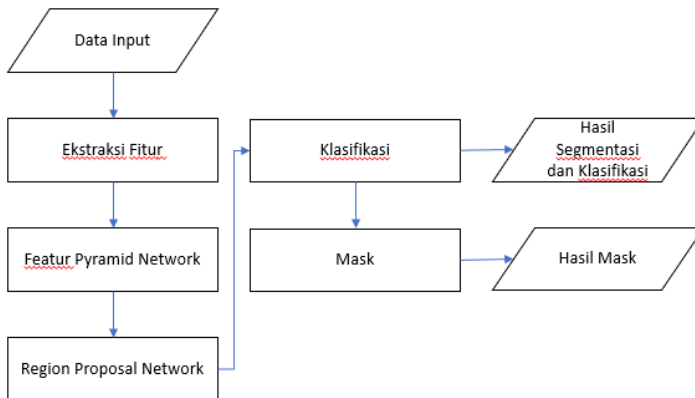 Data Input
Ekstraksi Fitur
Featur Pyramid Network
Region Proposal Network
Klasifikasi
Mask
Hasil
Segmentasi
dan Klasifikasi
Hasil Mask